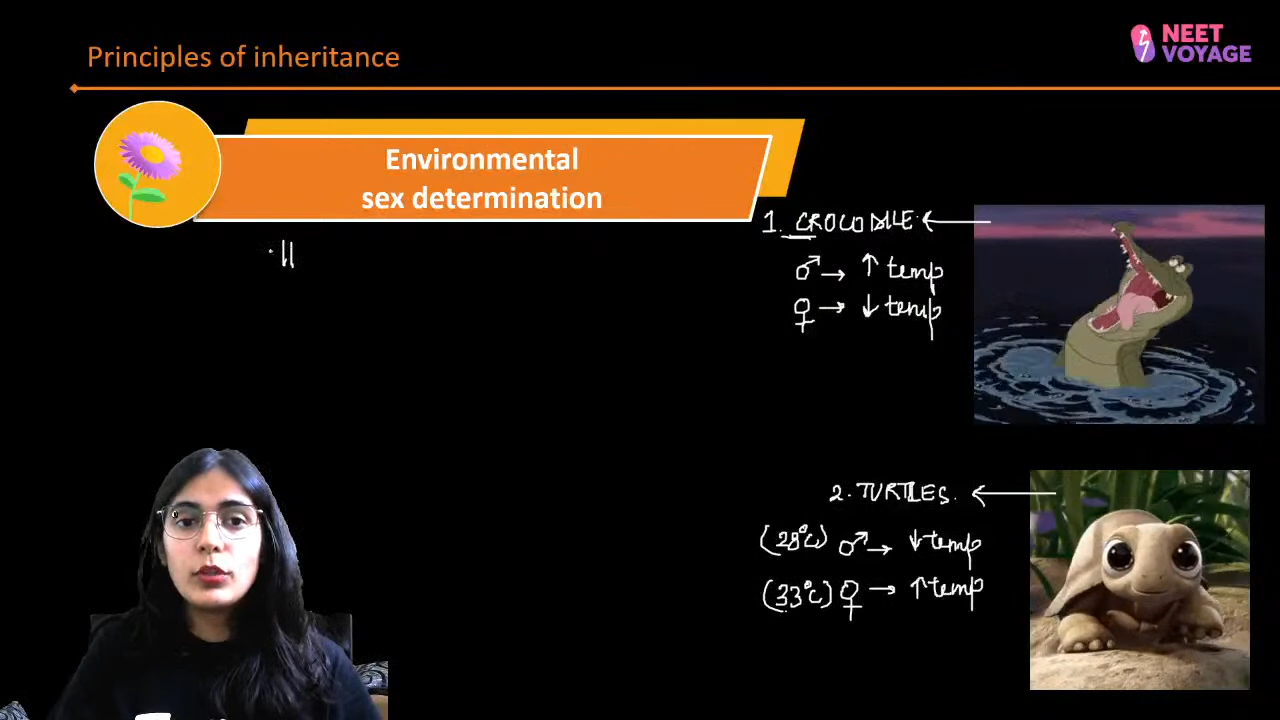 Principles of inheritance
NEET
VOYAGE
Environmental
sex determination
1. CROCODILE ←
♂ → ↑ temp
♀ → ↓ temp
2. TURTLES. ←
(28°C) ♂ → ↓ temp
(33°C) ♀ → ↑ temp